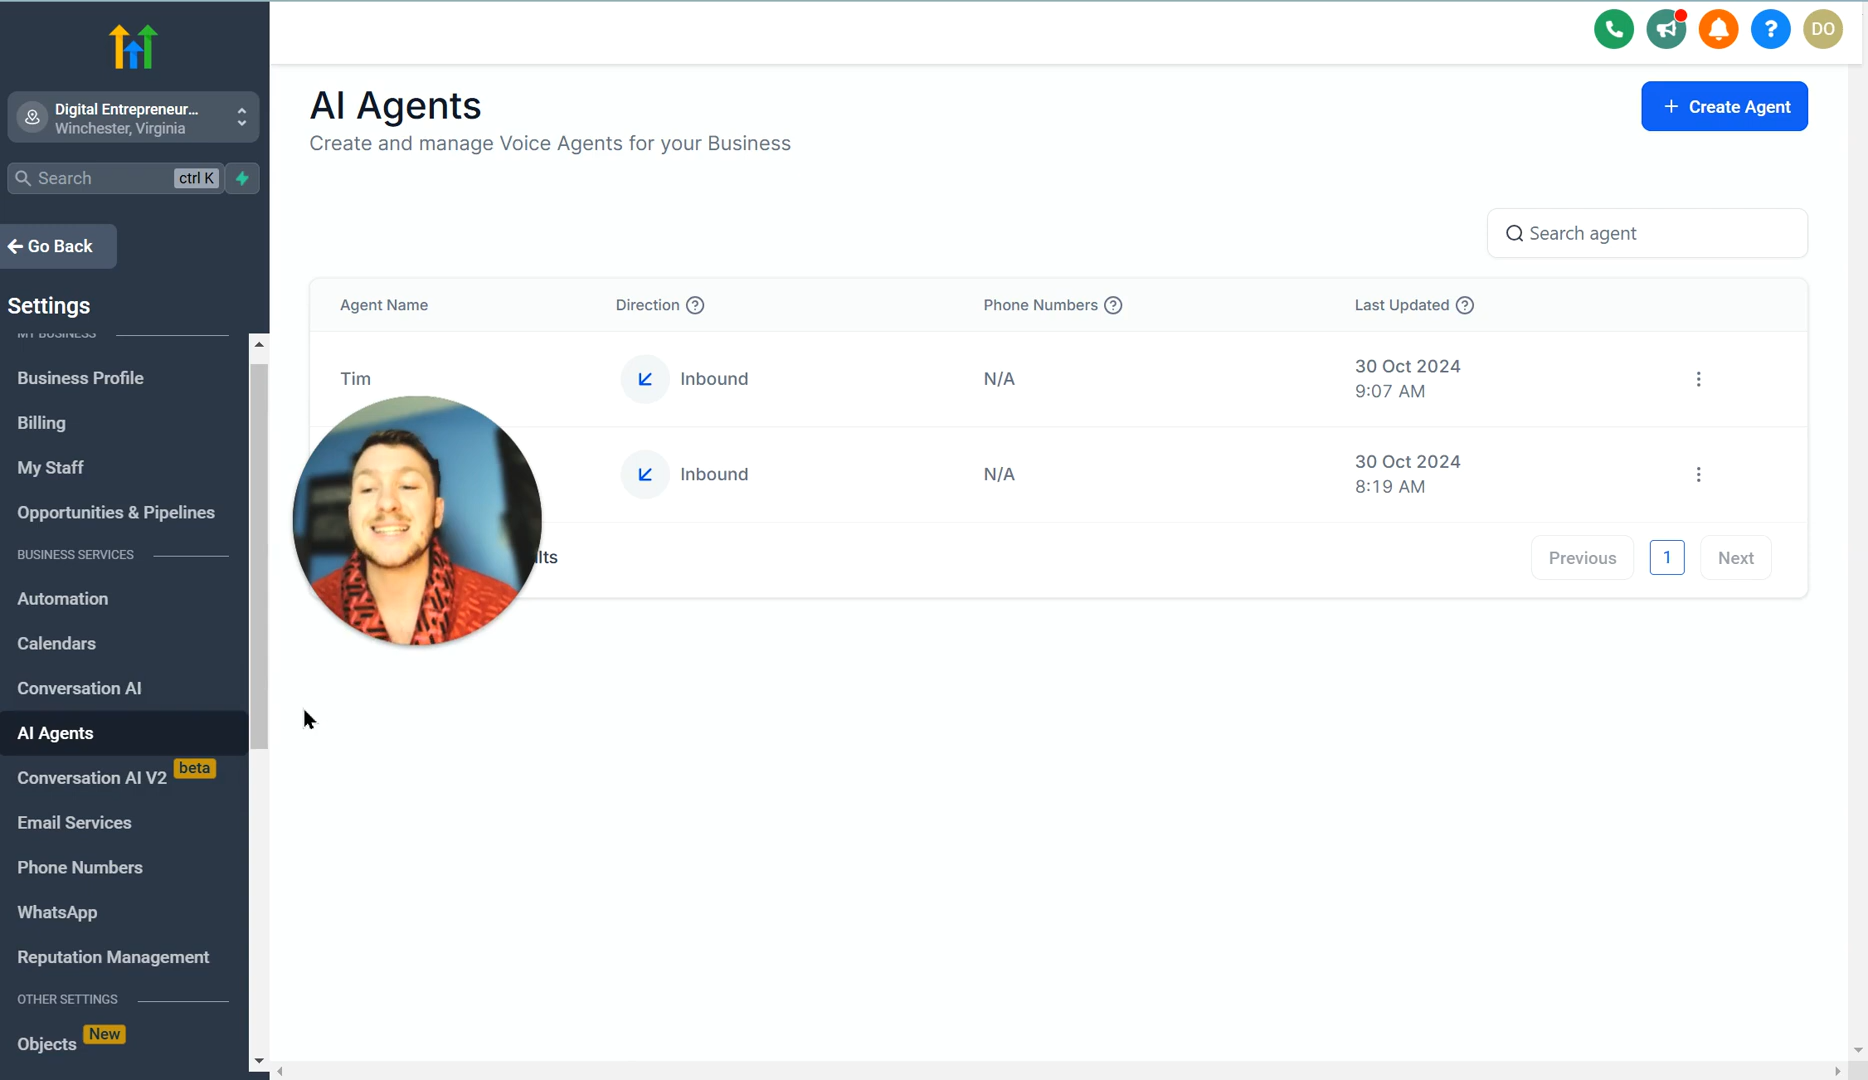 DO
Digital Entrepreneur...
Winchester, Virginia
Search
ctrl K
Go Back
Settings
MY BUSINESS
Business Profile
Billing
My Staff
Opportunities & Pipelines
BUSINESS SERVICES
Automation
Calendars
Conversation AI
AI Agents
Conversation AI V2 beta
Email Services
Phone Numbers
WhatsApp
Reputation Management
OTHER SETTINGS
Objects New
AI Agents
Create and manage Voice Agents for your Business
+ Create Agent
Search agent
Agent Name Direction ? Phone Numbers ? Last Updated ?
Tim Inbound N/A 30 Oct 2024
9:07 AM
Inbound N/A 30 Oct 2024
8:19 AM
Previous 1 Next